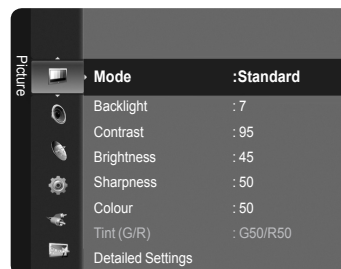 Picture
Mode :Standard
Backlight : 7
Contrast : 95
Brightness : 45
Sharpness : 50
Colour : 50
Tint (G/R) : G50/R50
Detailed Settings